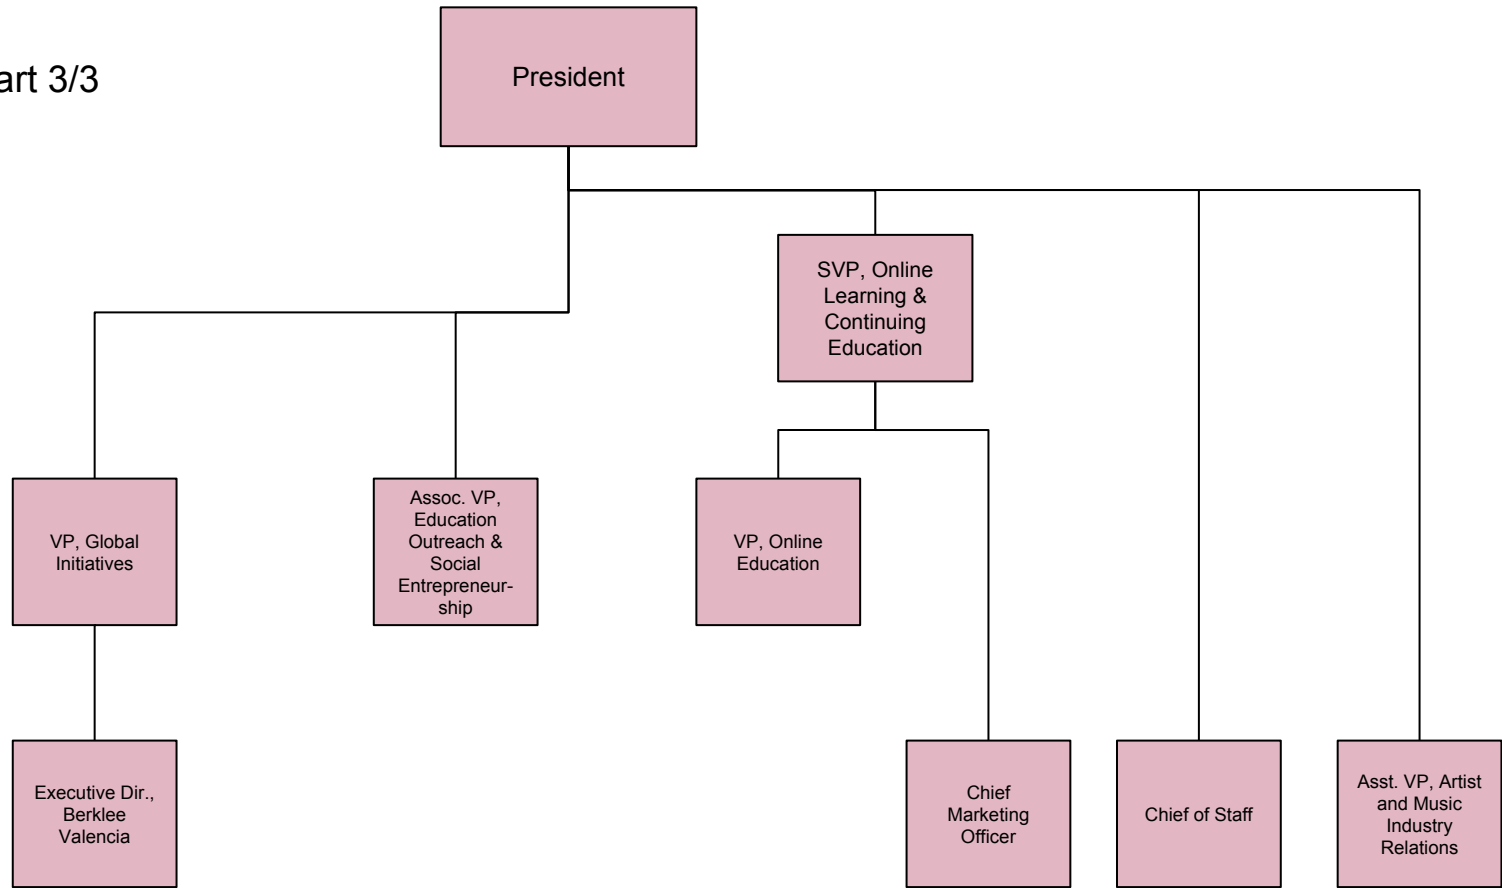 art 3/3
President
SVP, Online
Learning &
Continuing
Education
VP, Global
Initiatives
Assoc. VP,
Education
Outreach &
Social
Entrepreneur-
ship
VP, Online
Education
Executive Dir.,
Berklee
Valencia
Chief
Marketing
Officer
Chief of Staff
Asst. VP, Artist
and Music
Industry
Relations